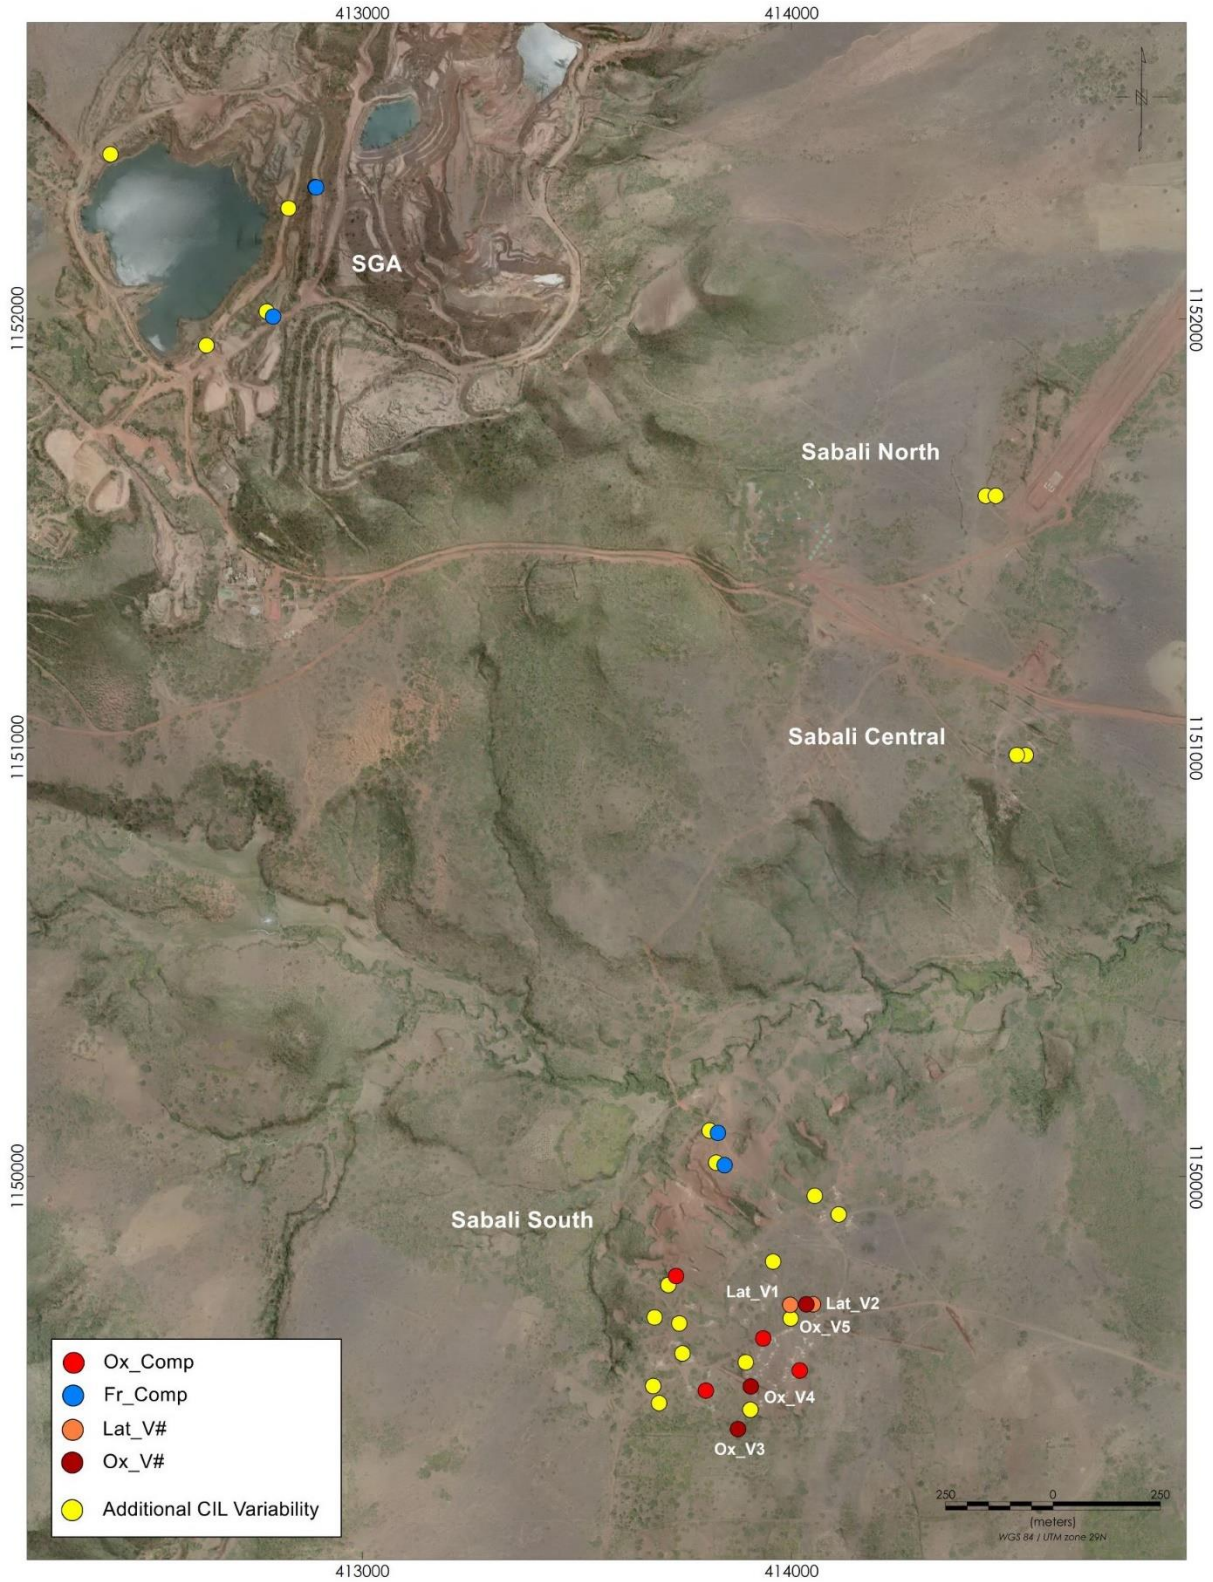 413000
414000
SGA
1152000
1152000
Sabali North
Sabali Central
1151000
1151000
1150000
1150000
Sabali South
Lat_V1
Lat_V2
Ox_V5
Ox_V4
Ox_V3
Ox_Comp
Fr_Comp
Lat_V#
Ox_V#
Additional CIL Variability
250
0
250
(meters)
WGS 84 / UTM zone 29N
413000
414000